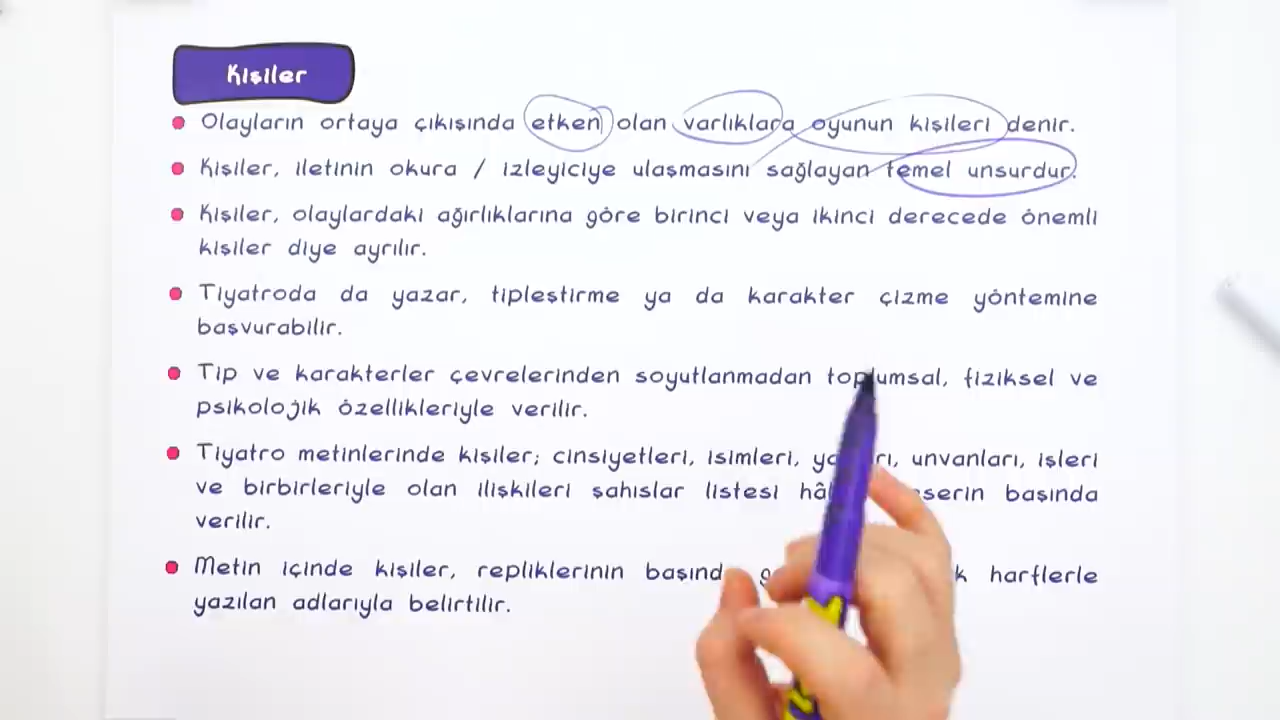 Kişiler
Olayların ortaya çıkışında etken olan varlıklara oyunun kişileri denir.
Kişiler, iletinin okura / izleyiciye ulaşmasını sağlayan temel unsurdur.
Kişiler, olaylardaki ağırlıklarına göre birinci veya ikinci derecede önemli
kişiler diye ayrılır.
Tiyatroda da yazar, tipleştirme ya da karakter çizme yöntemine
başvurabilir.
Tip ve karakterler çevrelerinden soyutlanmadan toplumsal, fiziksel ve
psikolojik özellikleriyle verilir.
Tiyatro metinlerinde kişiler; cinsiyetleri, isimleri, unvanları, işleri
ve birbirleriyle olan ilişkileri şahıslar listesi başında
verilir.
Metin içinde kişiler, repliklerinin harflerle
yazılan adlarıyla belirtilir.